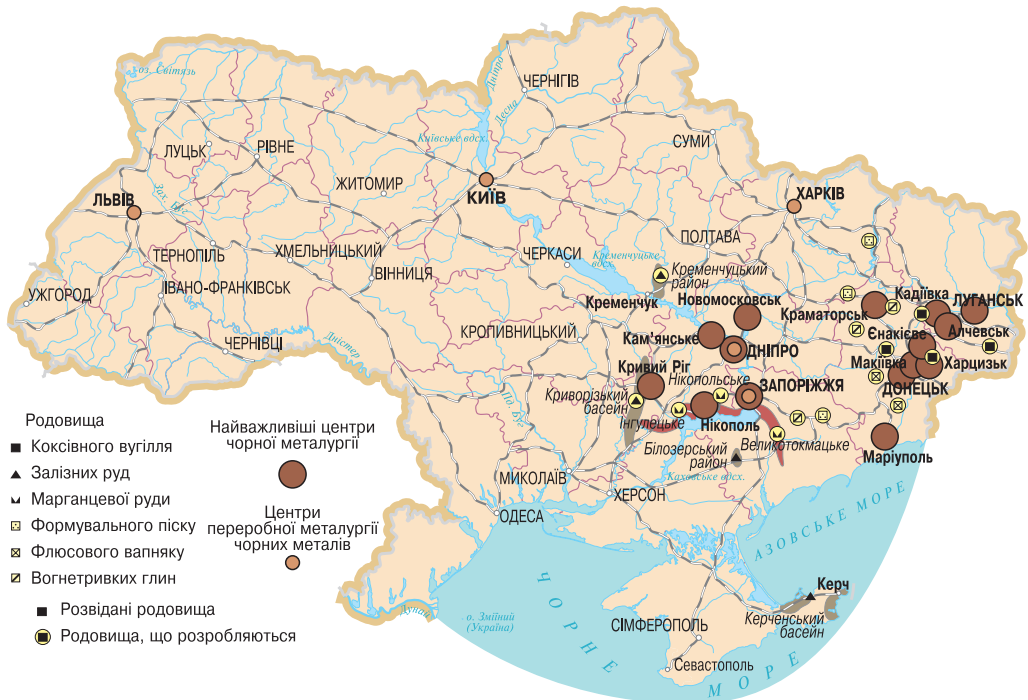 оз. Світязь
Дніпро
Десна
ЧЕРНІГІВ
Київське вдсх.
СУМИ
ЛУЦЬК
РІВНЕ
ЖИТОМИР
КИЇВ
ХАРКІВ
ЛЬВІВ
Зах. Буг
ТЕРНОПІЛЬ
ХМЕЛЬНИЦЬКИЙ
ВІННИЦЯ
ЧЕРКАСИ
ПОЛТАВА
Кременчуцьке
вдсх.
Кременчуцький
район
УЖГОРОД
ІВАНО-ФРАНКІВСЬК
ЧЕРНІВЦІ
Дністер
Кременчук
Новомосковськ
Краматорськ
Кадіївка
ЛУГАНСЬК
КРОПИВНИЦЬКИЙ
Кам'янське
ДНІПРО
Єнакієве
Алчевськ
Макіївка
Харцизьк
ДОНЕЦЬК
Кривий Ріг
Нікопольське
ЗАПОРІЖЖЯ
Криворізький
басейн
Пд. Буг
Інгулецьке
Нікополь
Великотокмацьке
Білозерський
район
Маріуполь
МИКОЛАЇВ
Каховське вдсх.
ХЕРСОН
ОДЕСА
АЗОВСЬКЕ МОРЕ
Дунай
о. Зміїний
(Україна)
ЧОРНЕ МОРЕ
Керч
Керченський
басейн
СІМФЕРОПОЛЬ
Севастополь
Родовища
Коксівного вугілля
Залізних руд
Марганцевої руди
Формувального піску
Флюсового вапняку
Вогнетривких глин
Розвідані родовища
Родовища, що розробляються
Найважливіші центри
чорної металургії
Центри
переробної металургії
чорних металів